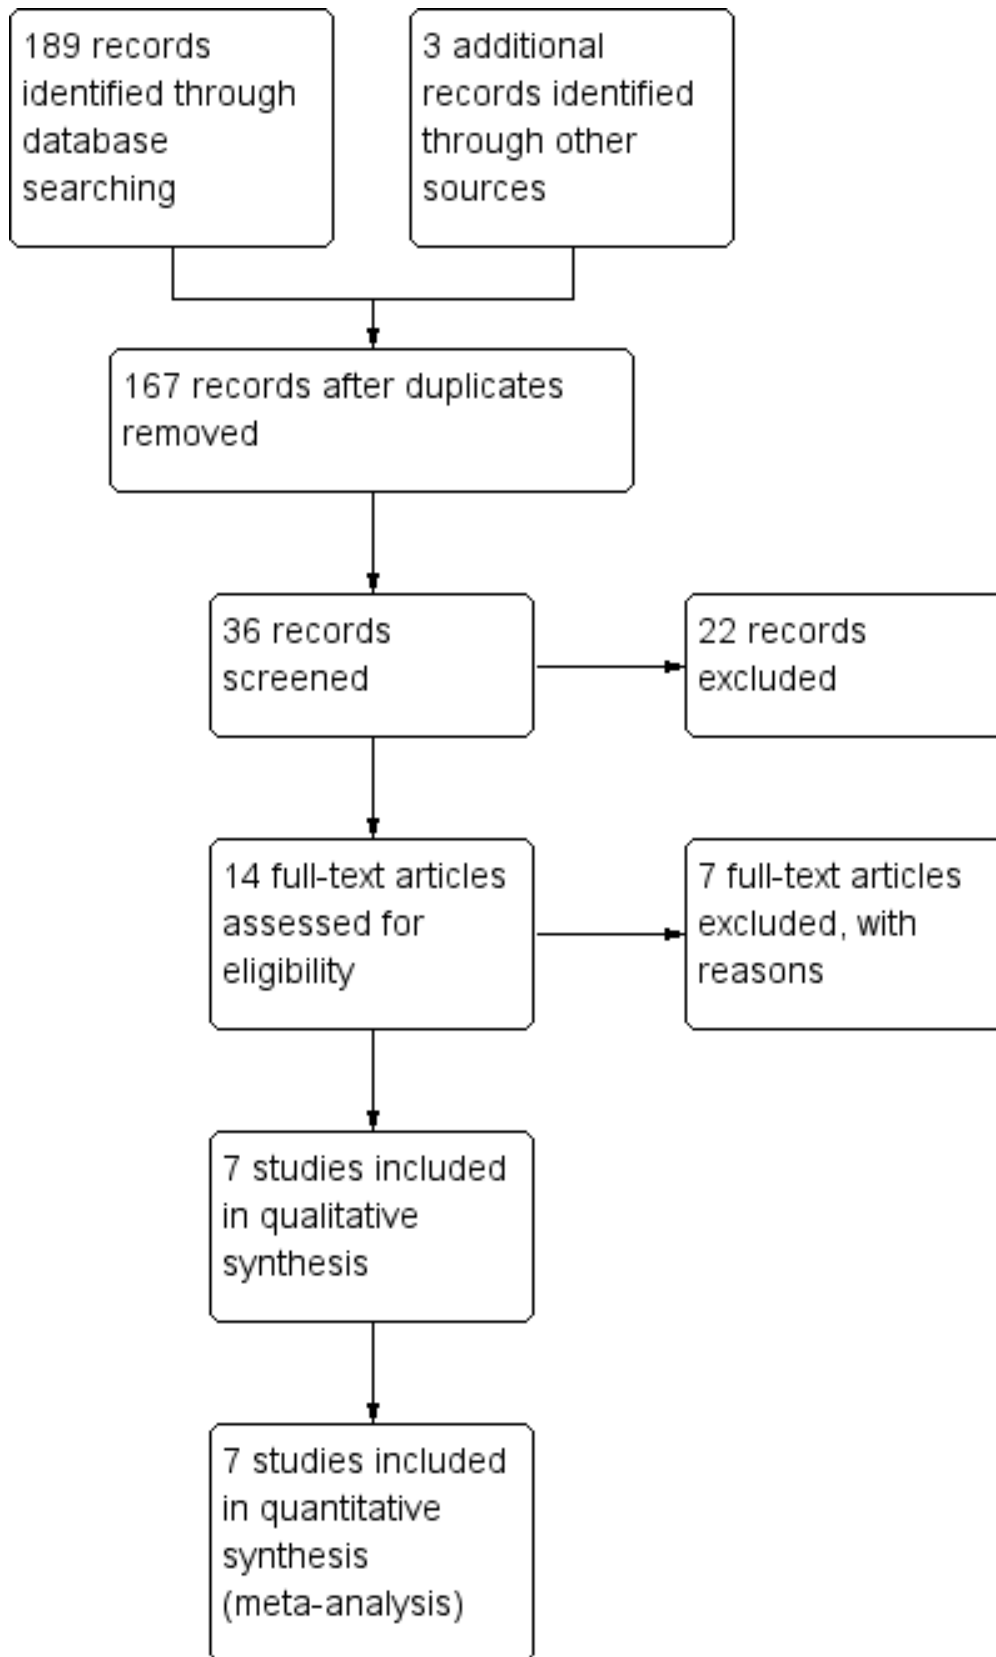 189 records
identified through
database
searching
3 additional
records identified
through other
sources
167 records after duplicates
removed
36 records
screened
22 records
excluded
14 full-text articles
assessed for
eligibility
7 full-text articles
excluded, with
reasons
7 studies included
in qualitative
synthesis
7 studies included
in quantitative
synthesis
(meta-analysis)